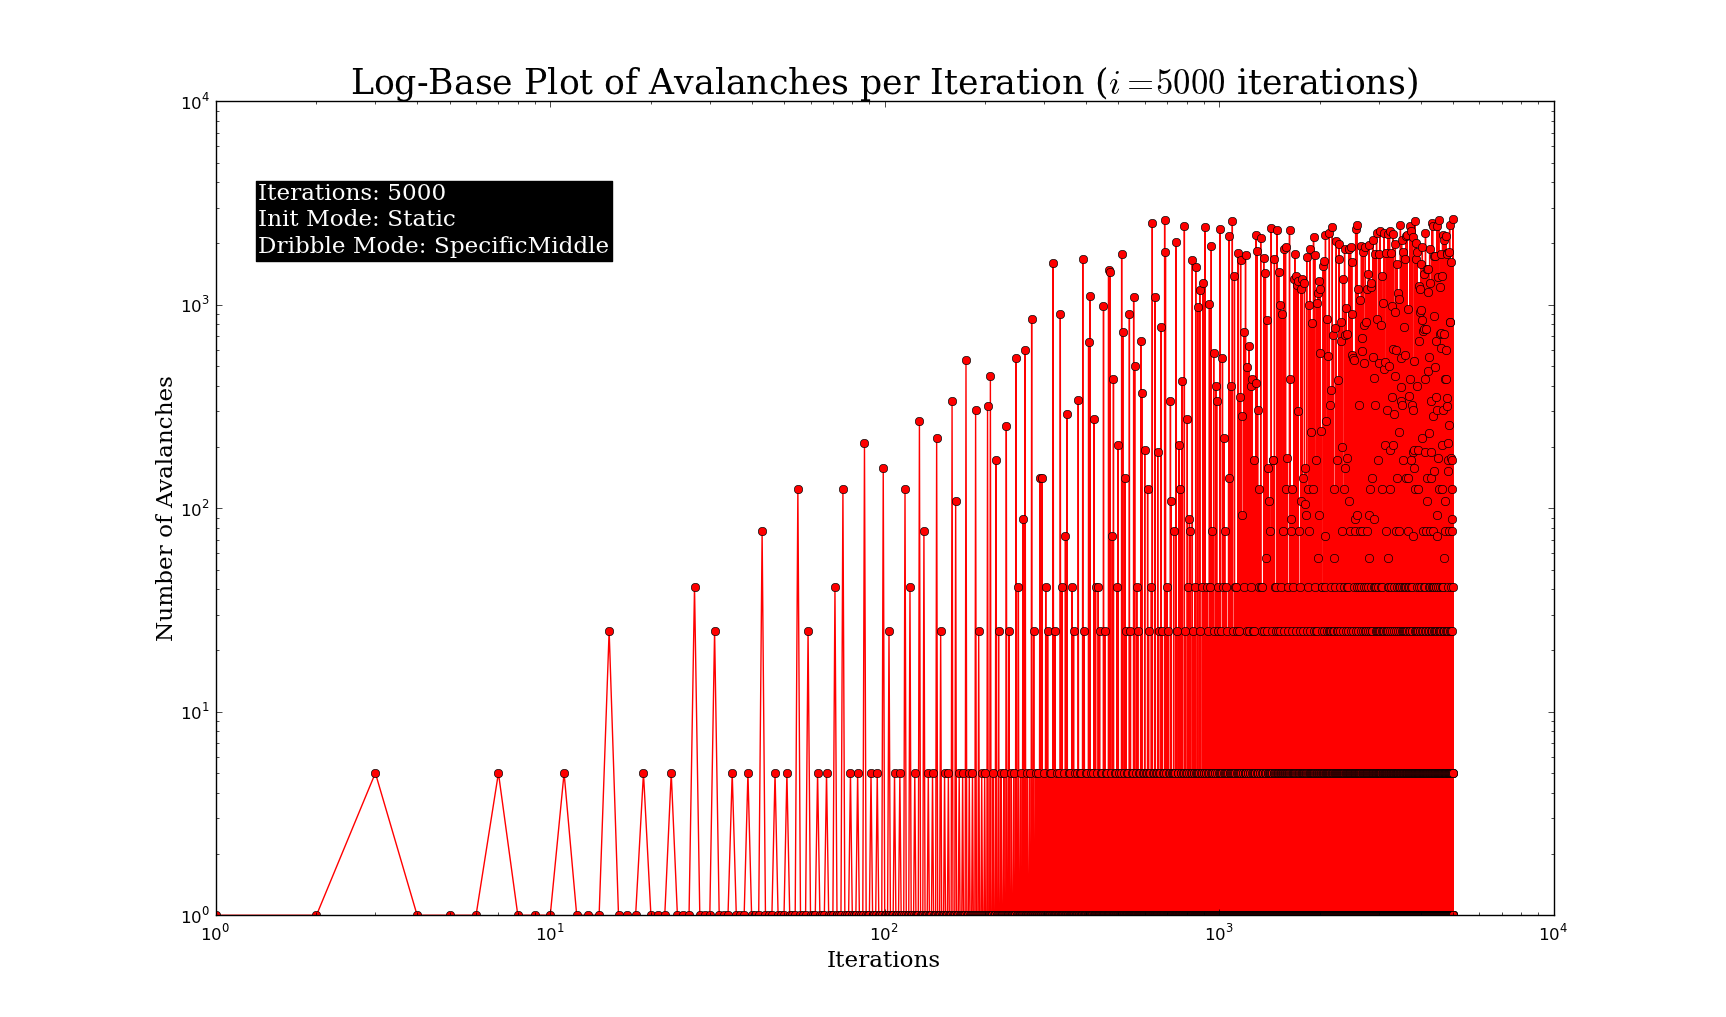 Log-Base Plot of Avalanches per Iteration (i = 5000 iterations)
10^4
Iterations: 5000
Init Mode: Static
Dribble Mode: SpecificMiddle
10^3
Number of Avalanches
10^2
10^1
10^0
10^0 10^1 10^2 10^3 10^4
Iterations